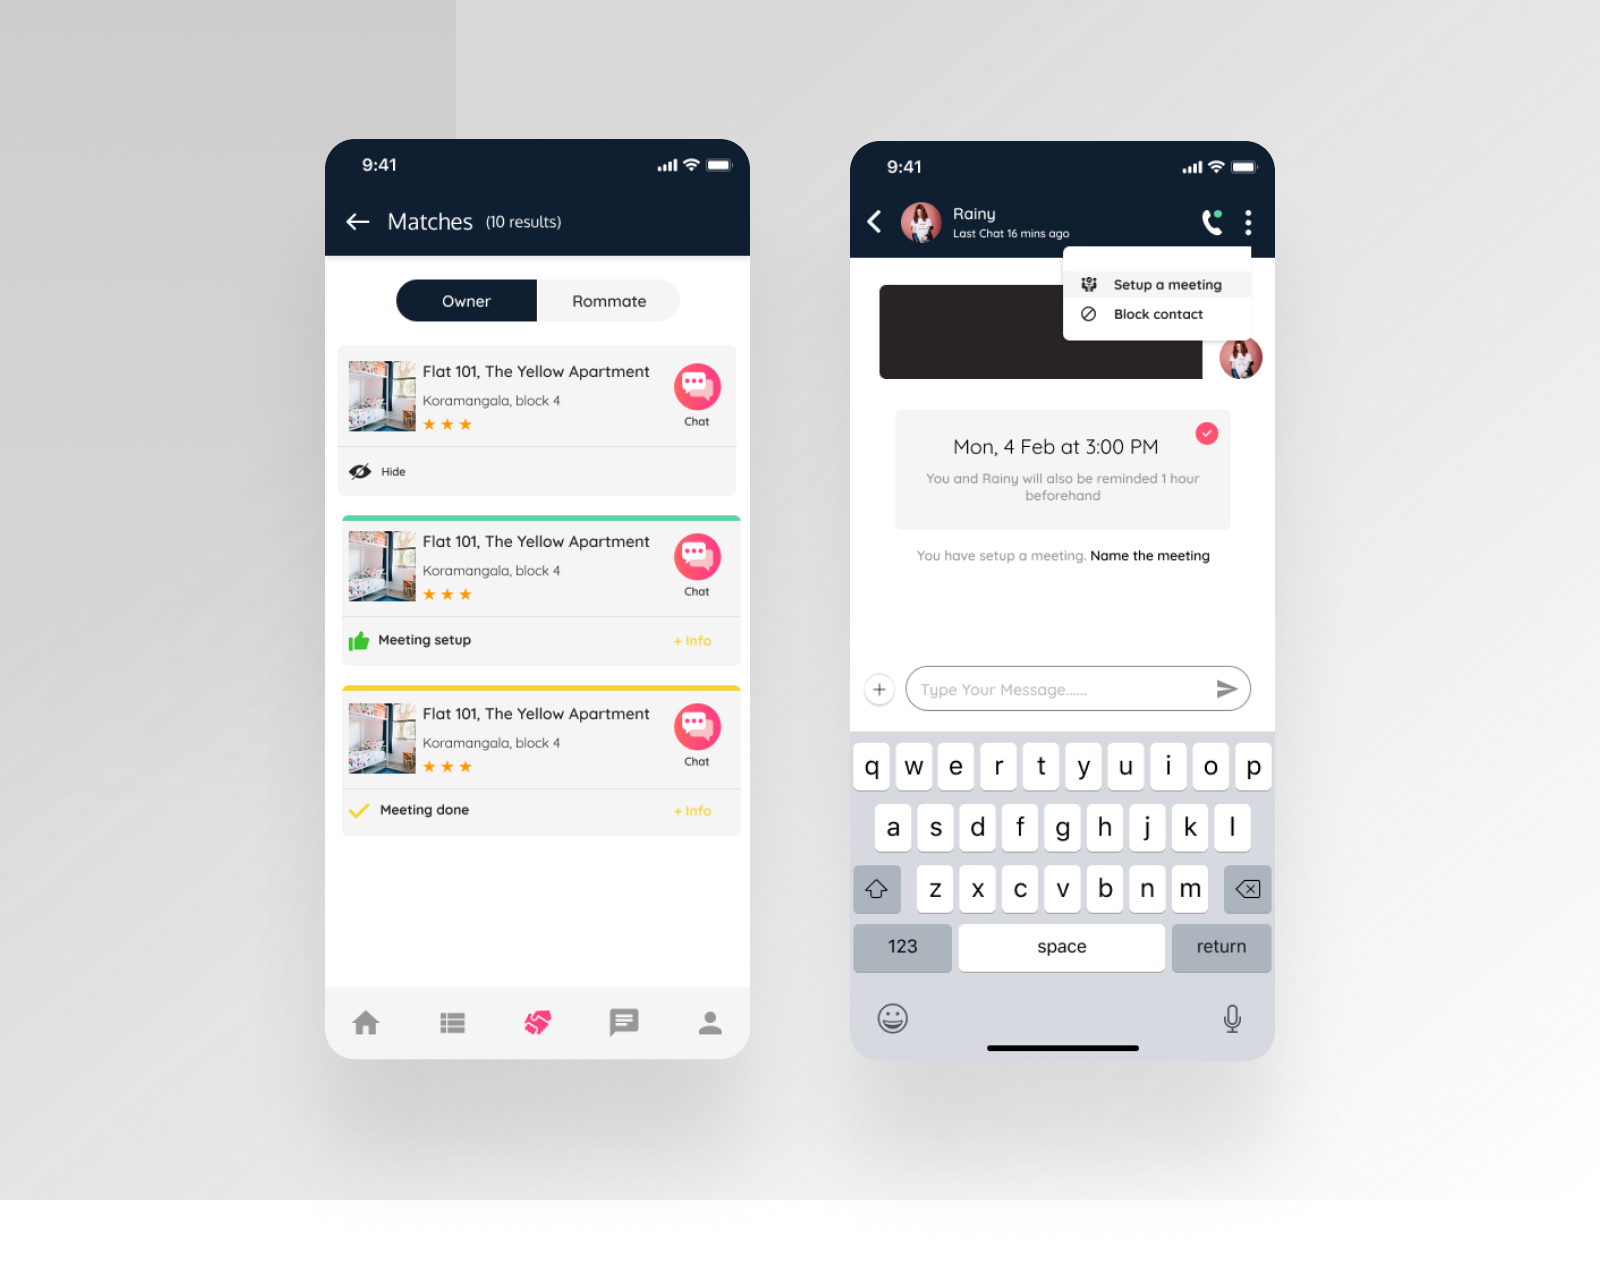 9:41
Matches (10 results)
Owner Rommate
Flat 101, The Yellow Apartment
Koramangala, block 4
Chat
Hide
Flat 101, The Yellow Apartment
Koramangala, block 4
Chat
Meeting setup + Info
Flat 101, The Yellow Apartment
Koramangala, block 4
Chat
Meeting done + Info
9:41
Rainy
Last Chat 16 mins ago
Setup a meeting
Block contact
Mon, 4 Feb at 3:00 PM
You and Rainy will also be reminded 1 hour
beforehand
You have setup a meeting. Name the meeting
Type Your Message......
q w e r t y u i o p
a s d f g h j k l
z x c v b n m
123 space return